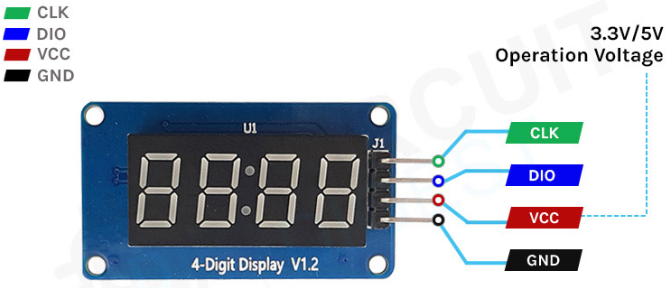 CLK
DIO
VCC
GND
3.3V/5V
Operation Voltage
U1
J1
CLK
DIO
VCC
GND
4-Digit Display V1.2